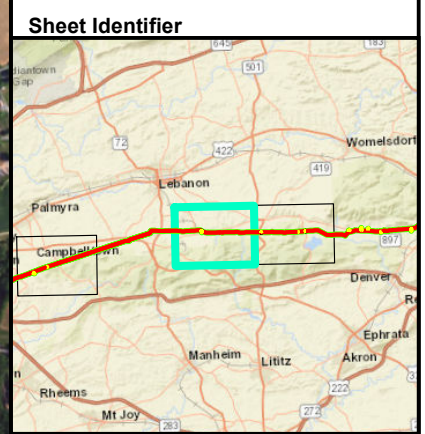 Sheet Identifier
645
183
diantown
Gap
501
72
422
Womelsdorf
419
Lebanon
Palmyra
Campbelltown
897
Denver
Ephrata
Manheim
Lititz
Akron
222
Rheems
272
Mt Joy
283